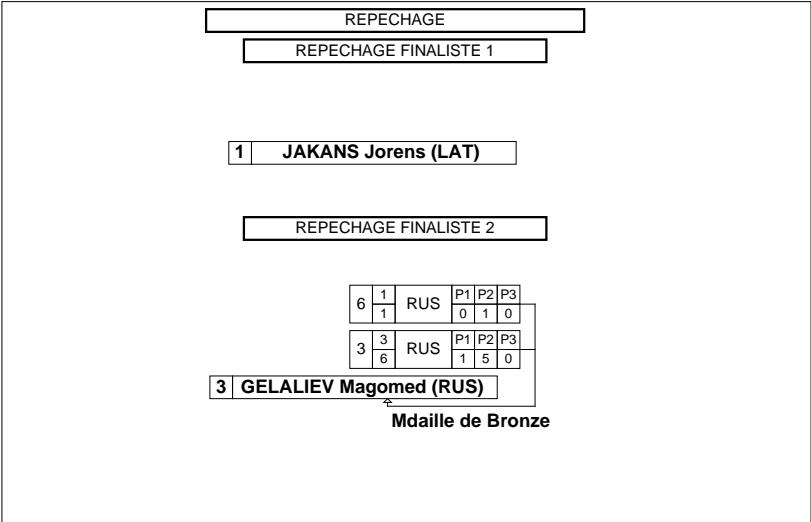 REPECHAGE
REPECHAGE FINALISTE 1
1 JAKANS Jorens (LAT)
REPECHAGE FINALISTE 2
6 1 RUS P1 P2 P3
1 0 1 0
3 3 RUS P1 P2 P3
6 1 5 0
3 GELALIEV Magomed (RUS)
Mdaille de Bronze